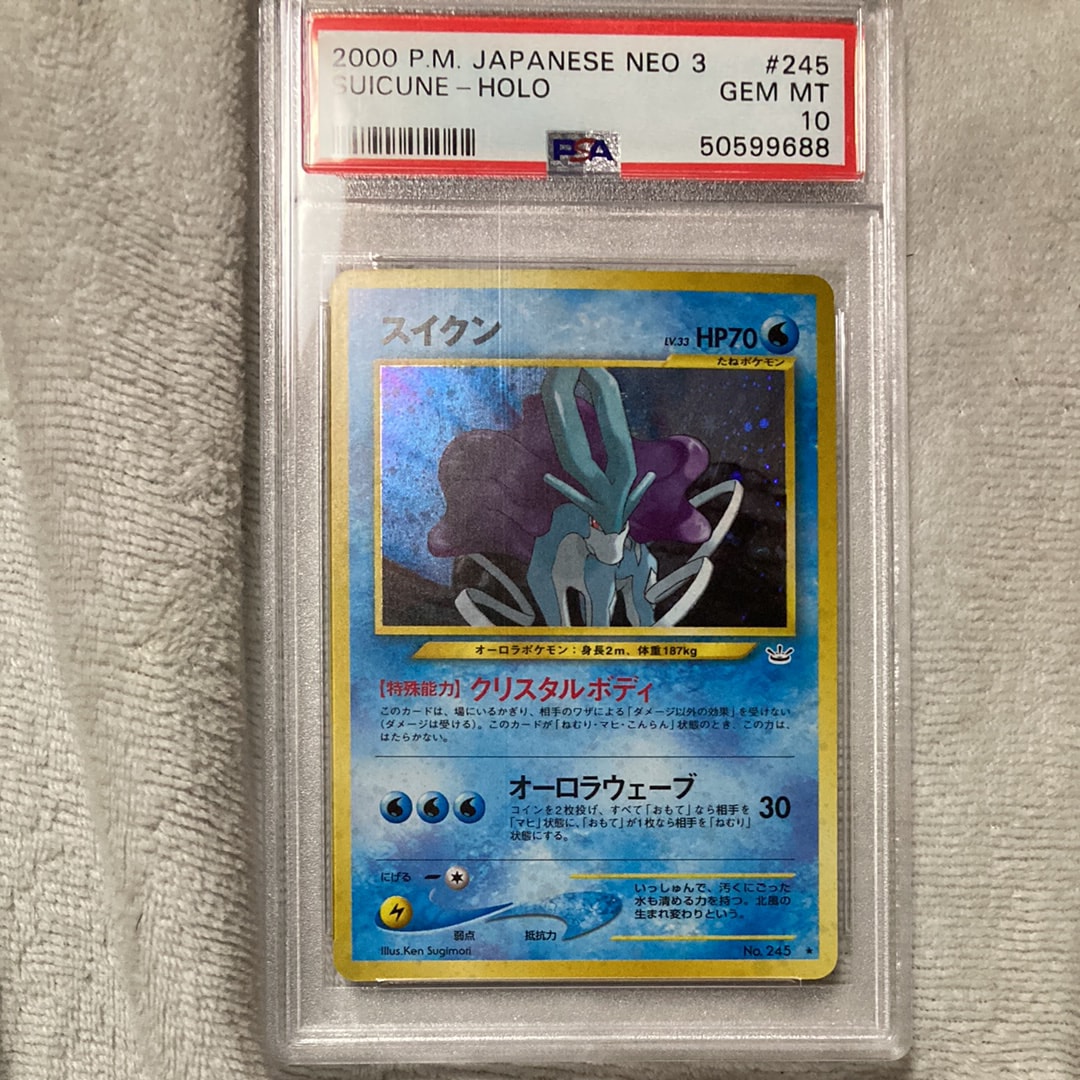 2000 P.M. JAPANESE NEO 3 #245
SUICUNE - HOLO GEM MT
10
PSA 50599688
スイクン LV.33 HP70
たねポケモン
オーロラポケモン：身長2m、体重187kg
【特殊能力】クリスタルボディ
このカードは、場にいるかぎり、相手のワザによる「ダメージ以外の効果」を受けない
(ダメージは受ける)。このカードが「ねむり・マヒ・こんらん」状態のとき、この力は、
はたらかない。
オーロラウェーブ
コインを2枚投げ、すべて「おもて」なら相手を
「マヒ」状態に、「おもて」が1枚なら相手を「ねむり」
状態にする。
30
にげる
いっしゅんで、汚くにごった
水も清める力を持つ。北風の
生まれ変わりという。
弱点 抵抗力
illus.Ken Sugimori No. 245 ★